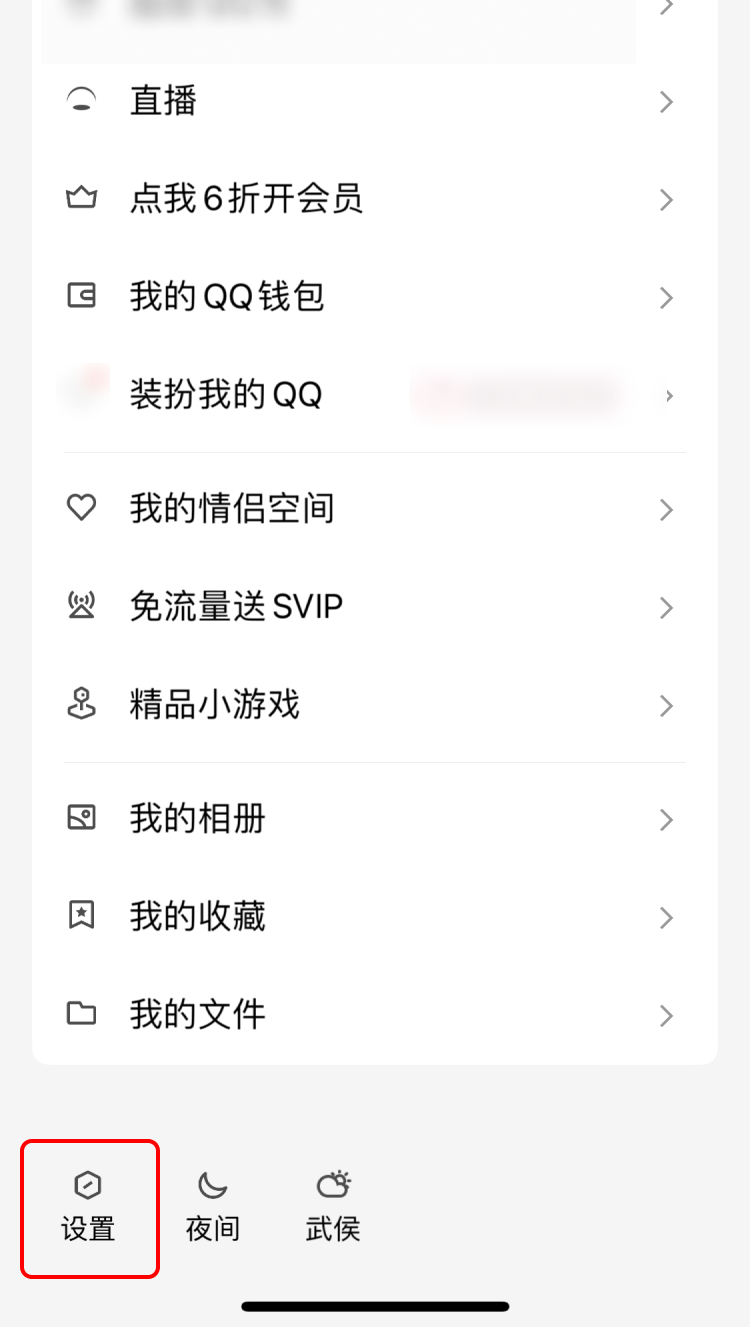 直播
点我6折开会员
我的QQ钱包
装扮我的QQ
我的情侣空间
免流量送SVIP
精品小游戏
我的相册
我的收藏
我的文件
设置 夜间 武侯